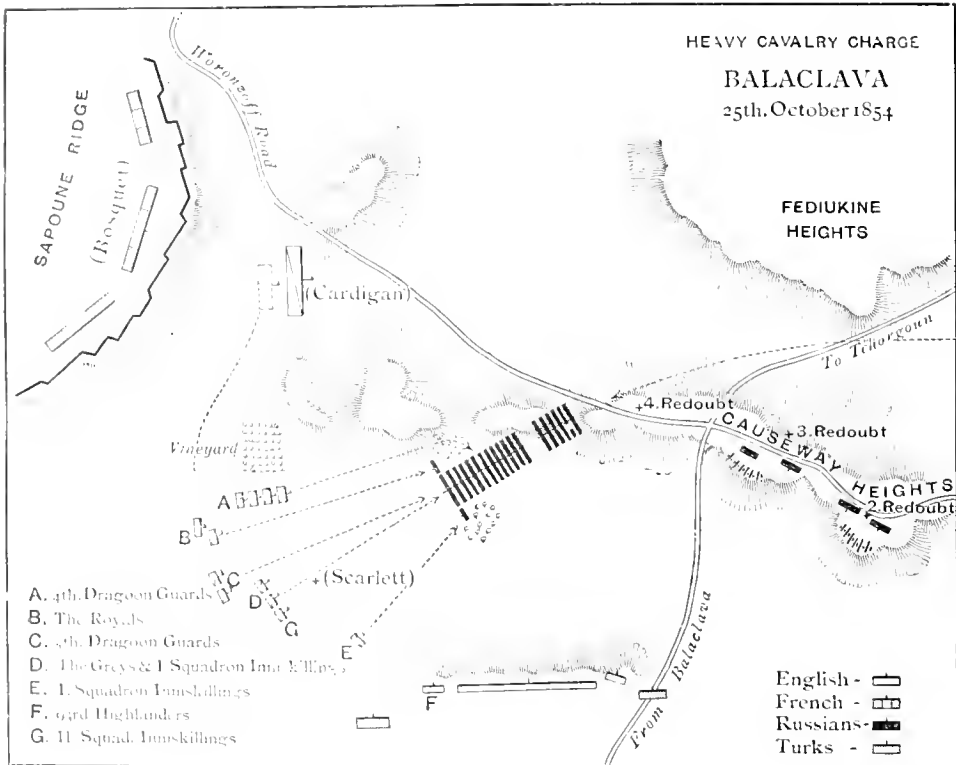 HEAVY CAVALRY CHARGE
BALACLAVA
25th. October 1854
Woronzoff Road
SAPOUNE RIDGE
(Bosquet)
FEDIUKINE
HEIGHTS
(Cardigan)
To Tchorgoun
+4. Redoubt
CAUSEWAY
+3. Redoubt
HEIGHTS
2. Redoubt
Vineyard
A
B
C
D
G
+(Scarlett)
E
F
From Balaclava
A. 4th. Dragoon Guards
B. The Royals
C. Dragoon Guards
D. The Greys & 1 Squadron
E. 1. Squadron Inniskillings
F. 93rd Highlanders
G. 11 Squad. Inniskillings
English -
French -
Russians -
Turks -